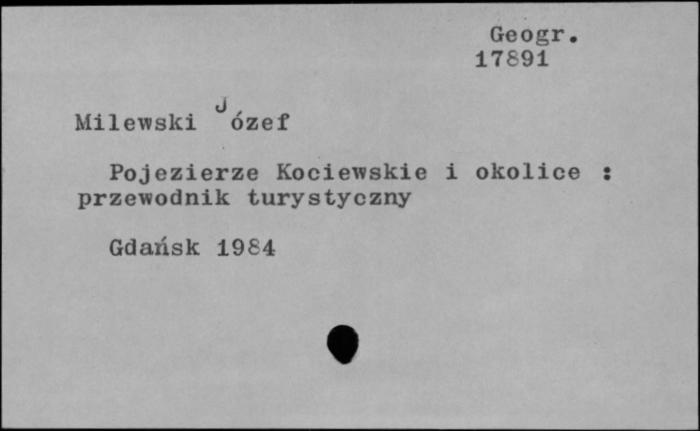 Geogr.
17891
Milewski Józef
Pojezierze Kociewskie i okolice :
przewodnik turystyczny
Gdańsk 1984